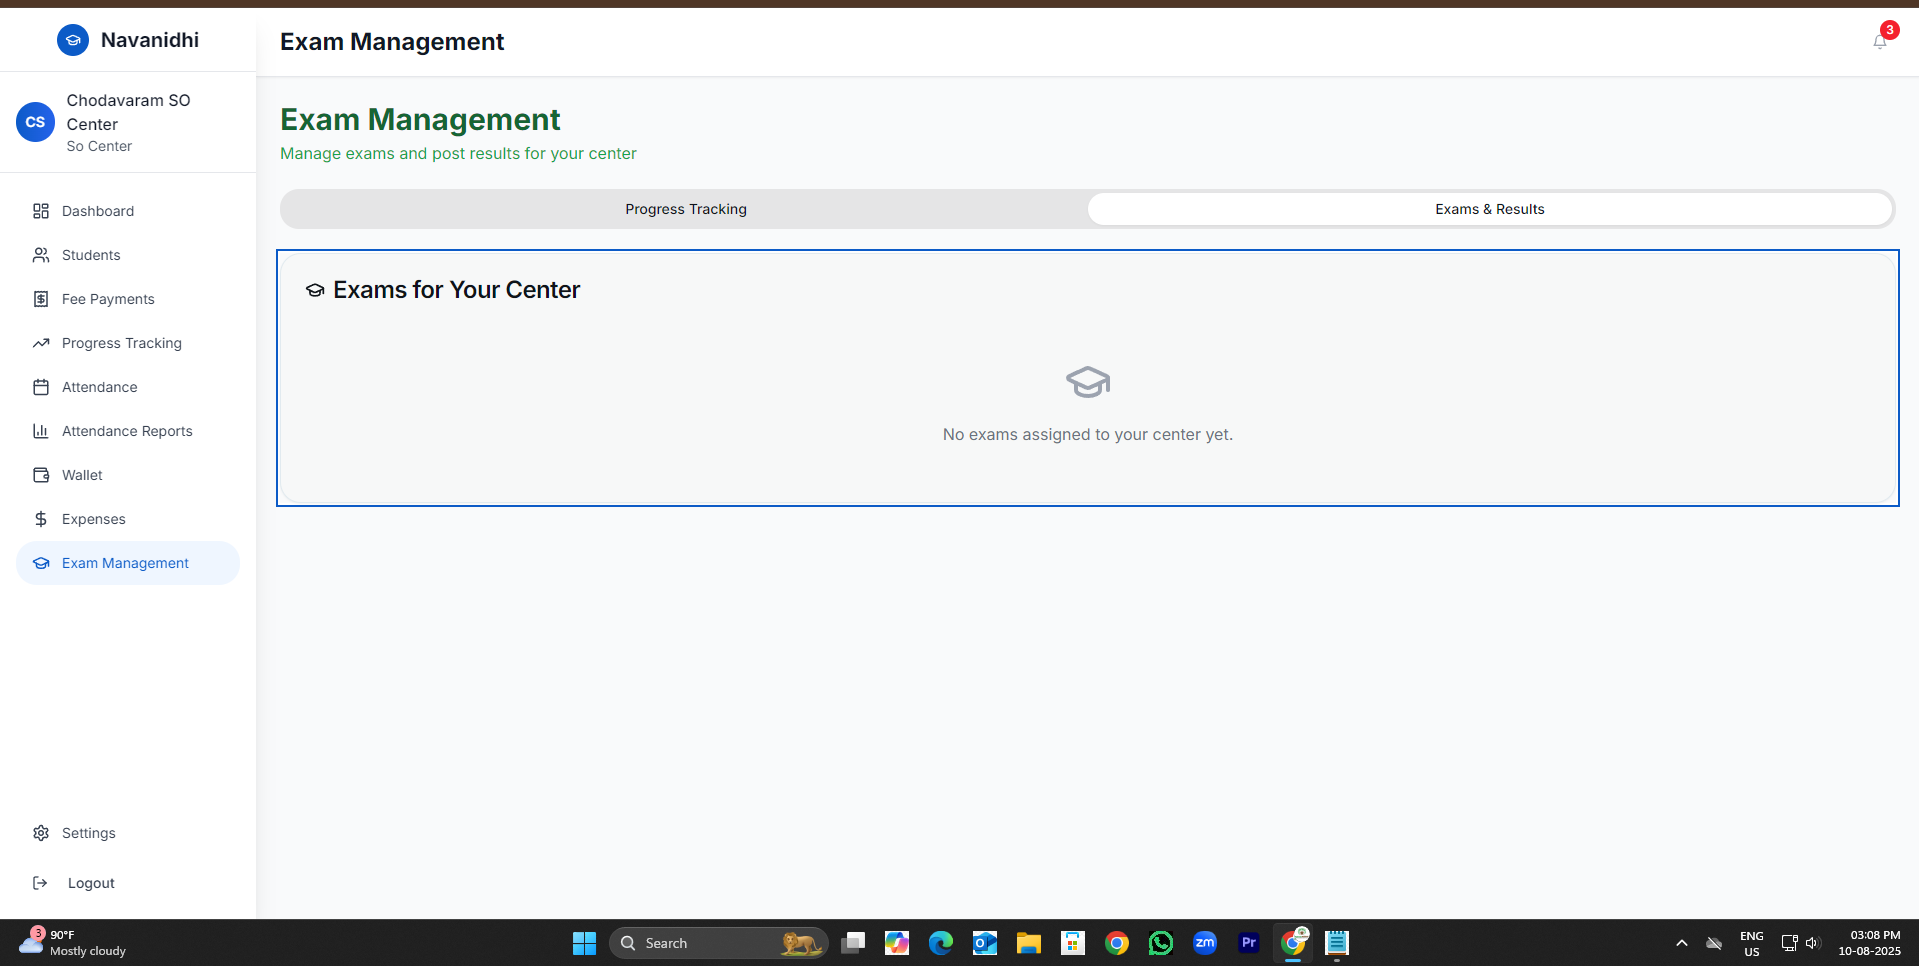 Navanidhi
Exam Management
3
CS
Chodavaram SO
Center
So Center
Dashboard
Students
Fee Payments
Progress Tracking
Attendance
Attendance Reports
Wallet
Expenses
Exam Management
Settings
Logout
Exam Management
Manage exams and post results for your center
Progress Tracking
Exams & Results
Exams for Your Center
No exams assigned to your center yet.
3
90°F
Mostly cloudy
Search
zm
Pr
ENG
US
03:08 PM
10-08-2025